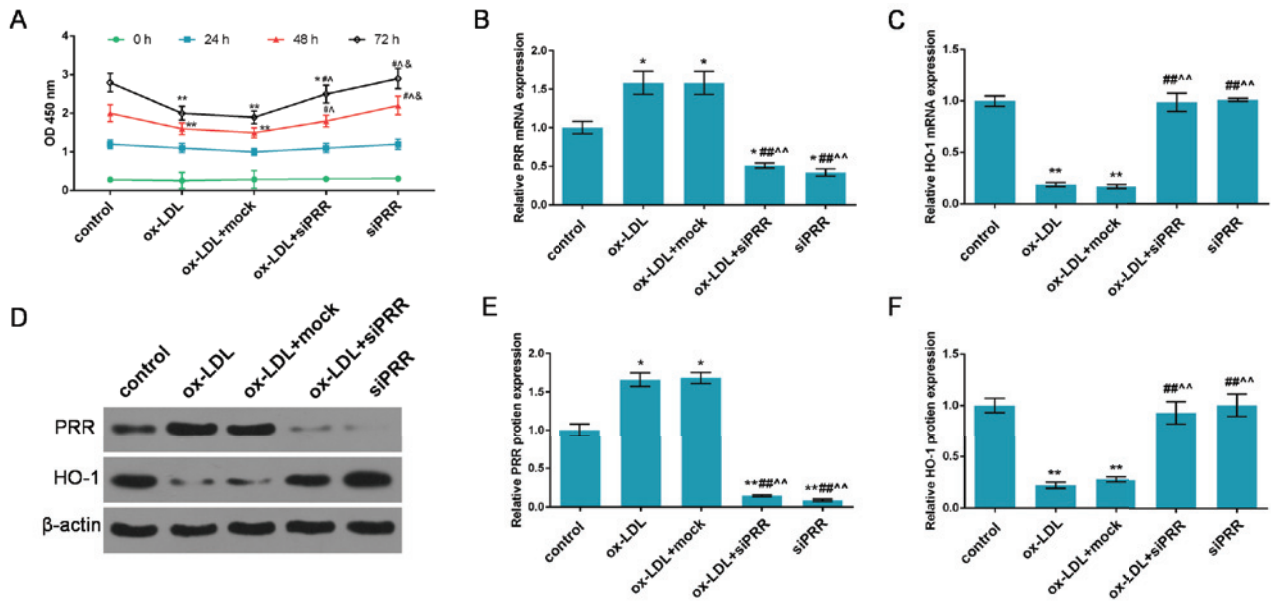 A
0 h 24 h 48 h 72 h
OD 450 nm
4
3
2
1
0
**
**
* #^
#^&
**
**
#^
#^&
control
ox-LDL
ox-LDL+mock
ox-LDL+siPRR
siPRR
B
Relative PRR mRNA expression
2.0
1.5
1.0
0.5
0.0
*
*
*##^^
*##^^
control
ox-LDL
ox-LDL+mock
ox-LDL+siPRR
siPRR
C
Relative HO-1 mRNA expression
1.5
1.0
0.5
0.0
**
**
##^^
##^^
control
ox-LDL
ox-LDL+mock
ox-LDL+siPRR
siPRR
D
control
ox-LDL
ox-LDL+mock
ox-LDL+siPRR
siPRR
PRR
HO-1
β-actin
E
Relative PRR protien expression
2.0
1.5
1.0
0.5
0.0
*
*
**##^^
**##^^
control
ox-LDL
ox-LDL+mock
ox-LDL+siPRR
siPRR
F
Relative HO-1 protien expression
1.5
1.0
0.5
0.0
**
**
##^^
##^^
control
ox-LDL
ox-LDL+mock
ox-LDL+siPRR
siPRR